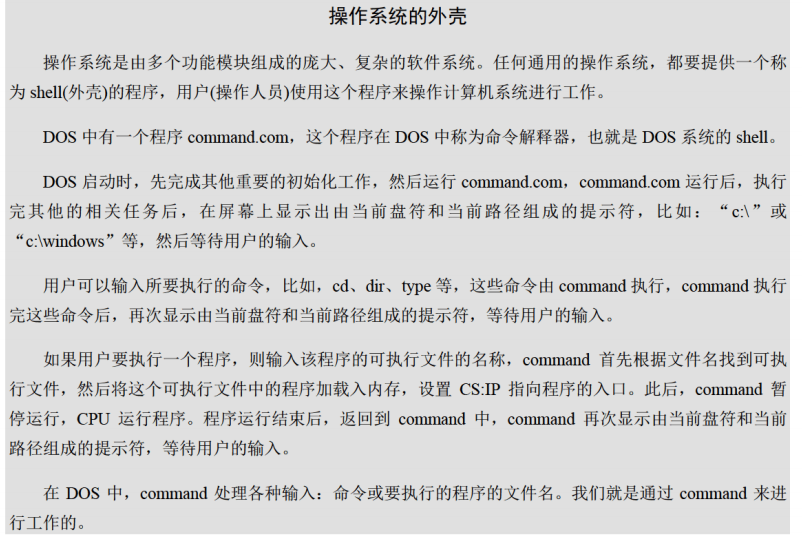 操作系统的外壳
操作系统是由多个功能模块组成的庞大、复杂的软件系统。任何通用的操作系统，都要提供一个称
为 shell(外壳)的程序，用户(操作人员)使用这个程序来操作计算机系统进行工作。
DOS 中有一个程序 command.com，这个程序在 DOS 中称为命令解释器，也就是 DOS 系统的 shell。
DOS 启动时，先完成其他重要的初始化工作，然后运行 command.com，command.com 运行后，执行
完其他的相关任务后，在屏幕上显示出由当前盘符和当前路径组成的提示符，比如：“c:\”或
“c:\windows”等，然后等待用户的输入。
用户可以输入所要执行的命令，比如，cd、dir、type 等，这些命令由 command 执行，command 执行
完这些命令后，再次显示由当前盘符和当前路径组成的提示符，等待用户的输入。
如果用户要执行一个程序，则输入该程序的可执行文件的名称，command 首先根据文件名找到可执
行文件，然后将这个可执行文件中的程序加载入内存，设置 CS:IP 指向程序的入口。此后，command 暂
停运行，CPU 运行程序。程序运行结束后，返回到 command 中，command 再次显示由当前盘符和当前
路径组成的提示符，等待用户的输入。
在 DOS 中，command 处理各种输入：命令或要执行的程序的文件名。我们就是通过 command 来进
行工作的。